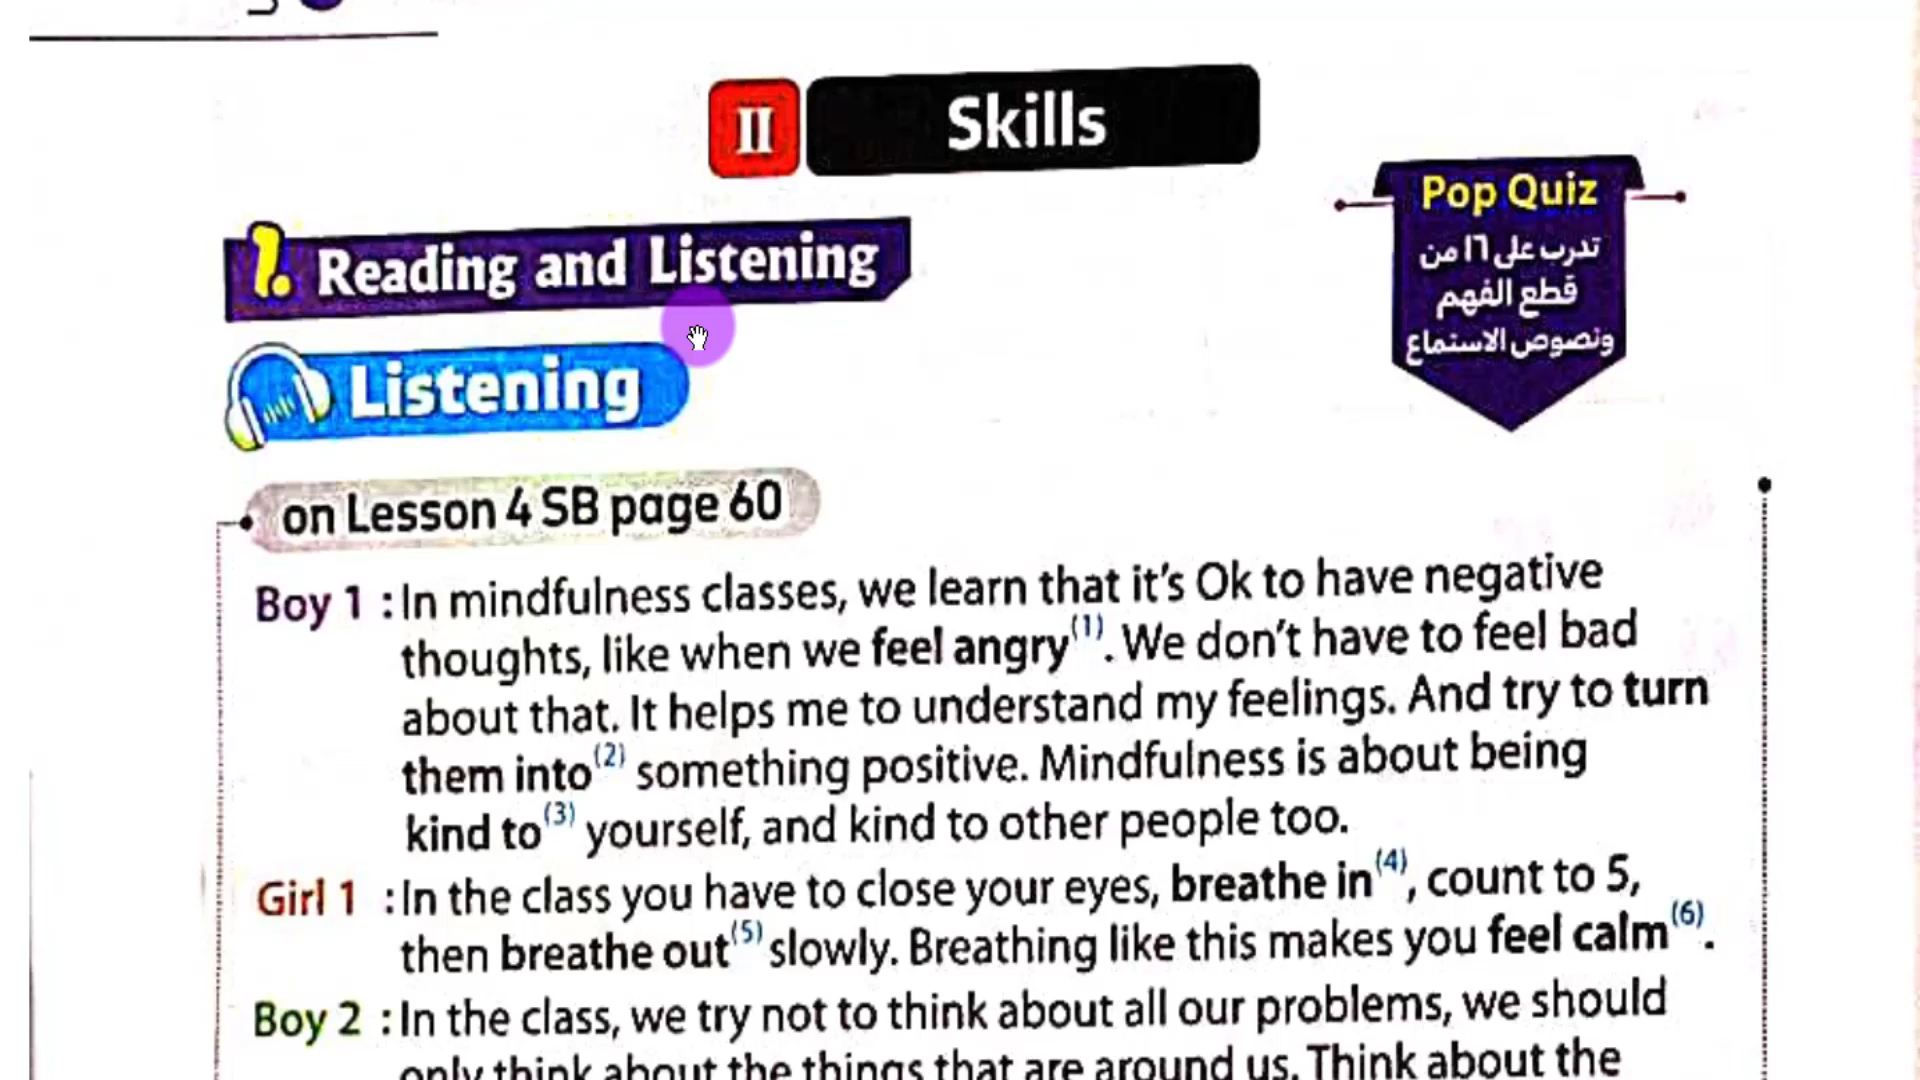 II Skills
Pop Quiz
تدرب على ١٦ من
قطع الفهم
ونصوص الاستماع
1. Reading and Listening
Listening
on Lesson 4 SB page 60
Boy 1 : In mindfulness classes, we learn that it's Ok to have negative
thoughts, like when we feel angry(1). We don't have to feel bad
about that. It helps me to understand my feelings. And try to turn
them into(2) something positive. Mindfulness is about being
kind to(3) yourself, and kind to other people too.
Girl 1 : In the class you have to close your eyes, breathe in(4), count to 5,
then breathe out(5) slowly. Breathing like this makes you feel calm(6).
Boy 2 : In the class, we try not to think about all our problems, we should
only think about the things that are around us. Think about the